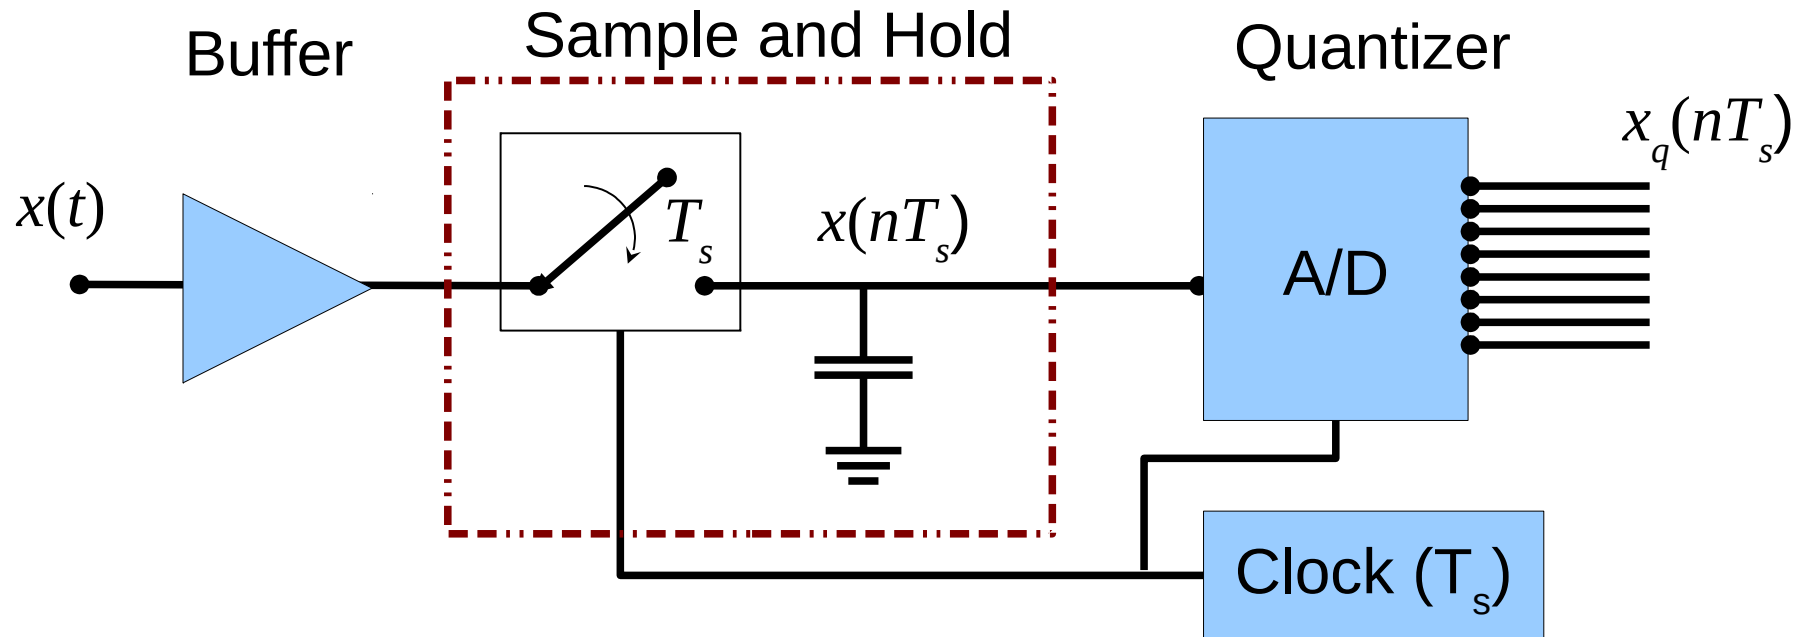 Buffer
Sample and Hold
Quantizer
x(t)
T_s
x(nT_s)
A/D
x_q(nT_s)
Clock (T_s)